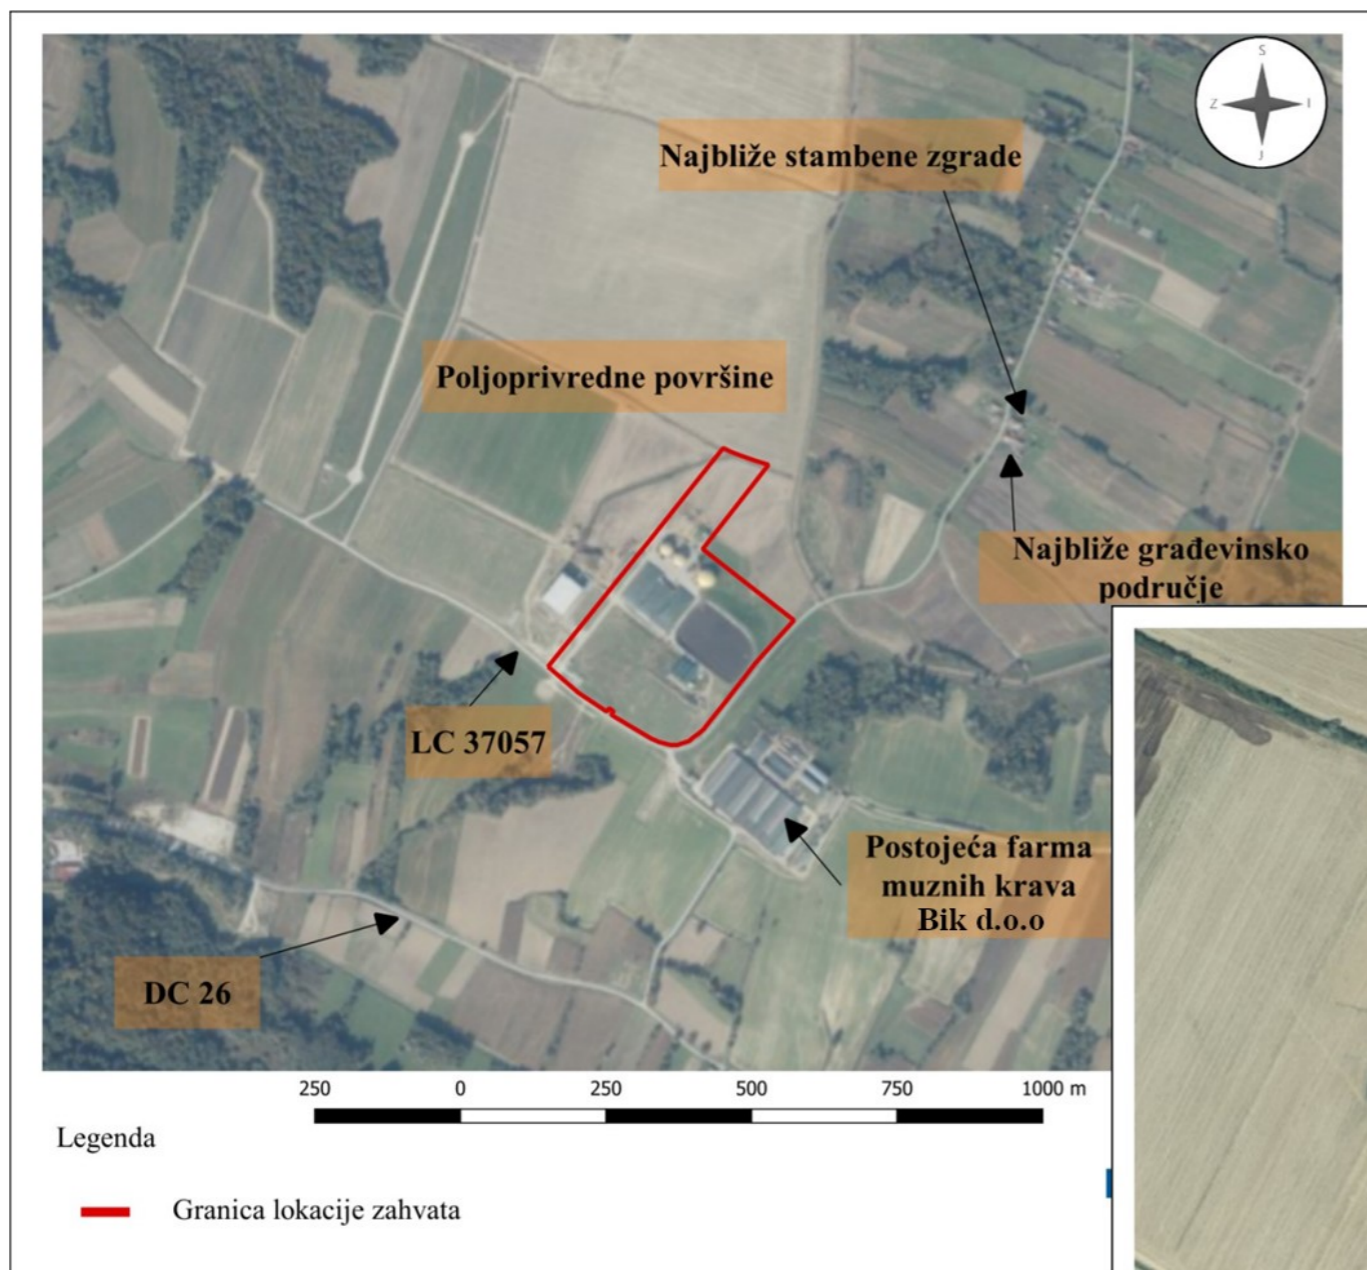 S
Z
I
J
Najbliže stambene zgrade
Poljoprivredne površine
Najbliže građevinsko
područje
LC 37057
Postojeća farma
muznih krava
Bik d.o.o
DC 26
250 0 250 500 750 1000 m
Legenda
Granica lokacije zahvata